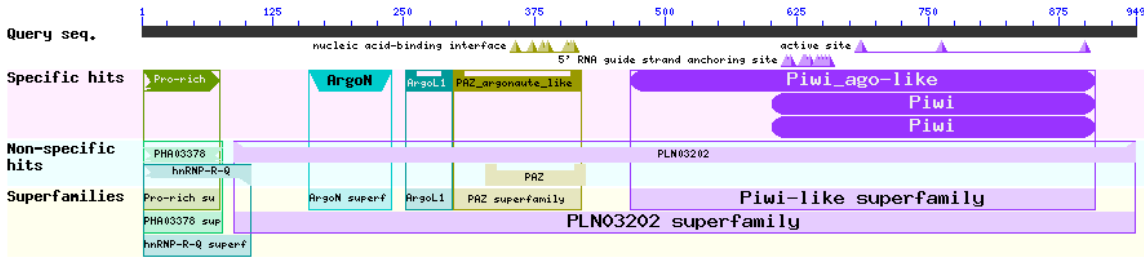 1 125 250 375 500 625 750 875 949
Query seq.
nucleic acid-binding interface active site
5' RNA guide strand anchoring site
Specific hits Pro-rich ArgoN ArgoL1 PAZ_argonaute_like Piwi_ago-like
Piwi
Piwi
Non-specific hits PHA03378 PLN03202
hnRNP-R-Q PAZ
Superfamilies Pro-rich su ArgoN superf ArgoL1 PAZ superfamily Piwi-like superfamily
PHA03378 sup PLN03202 superfamily
hnRNP-R-Q superf